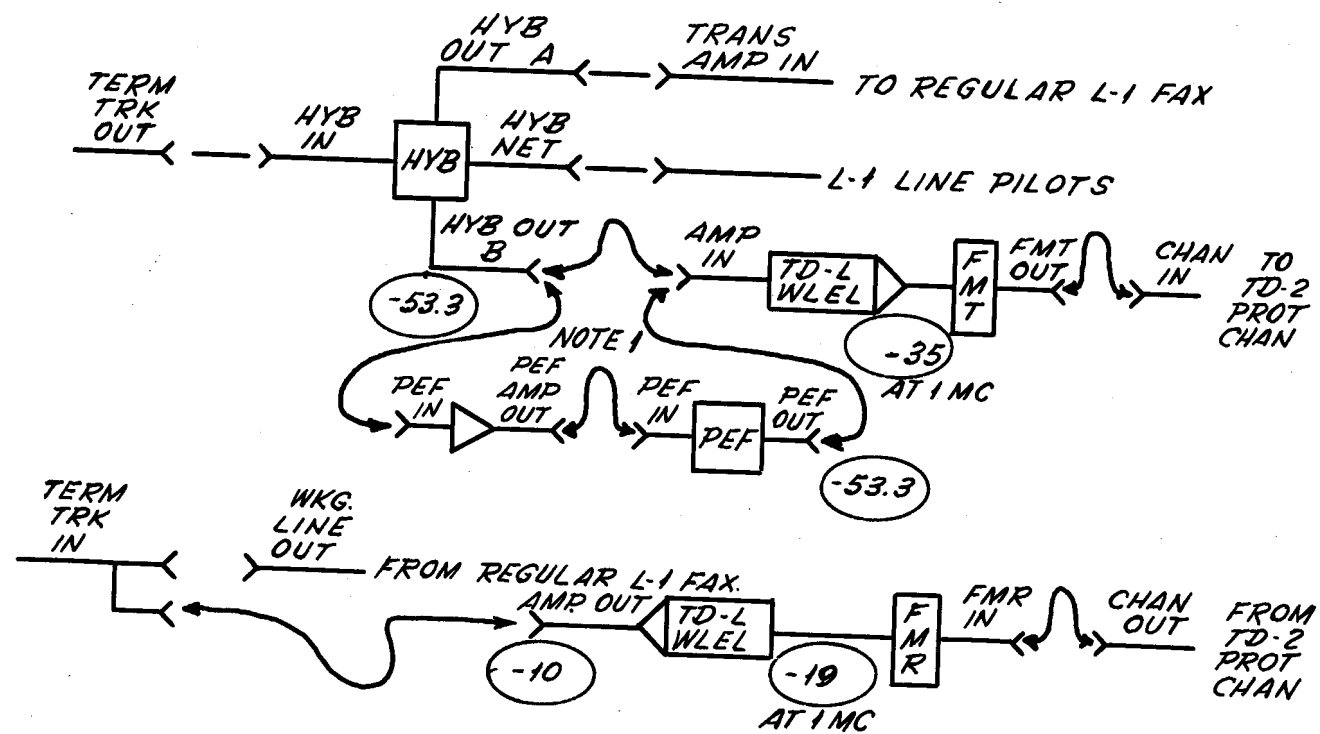 HYB
OUT A
TRANS
AMP IN
TO REGULAR L-1 FAX
TERM
TRK
OUT
HYB
IN
HYB
HYB
NET
L-1 LINE PILOTS
HYB OUT
B
-53.3
AMP
IN
TD-L
WLEL
-35
AT 1 MC
F
M
T
FMT
OUT
CHAN
IN
TO
TD-2
PROT
CHAN
NOTE 1
PEF
IN
PEF
AMP
OUT
PEF
IN
PEF
PEF
OUT
-53.3
TERM
TRK
IN
WKG.
LINE
OUT
FROM REGULAR L-1 FAX.
AMP OUT
-10
TD-L
WLEL
-19
AT 1 MC
F
M
R
FMR
IN
CHAN
OUT
FROM
TD-2
PROT
CHAN